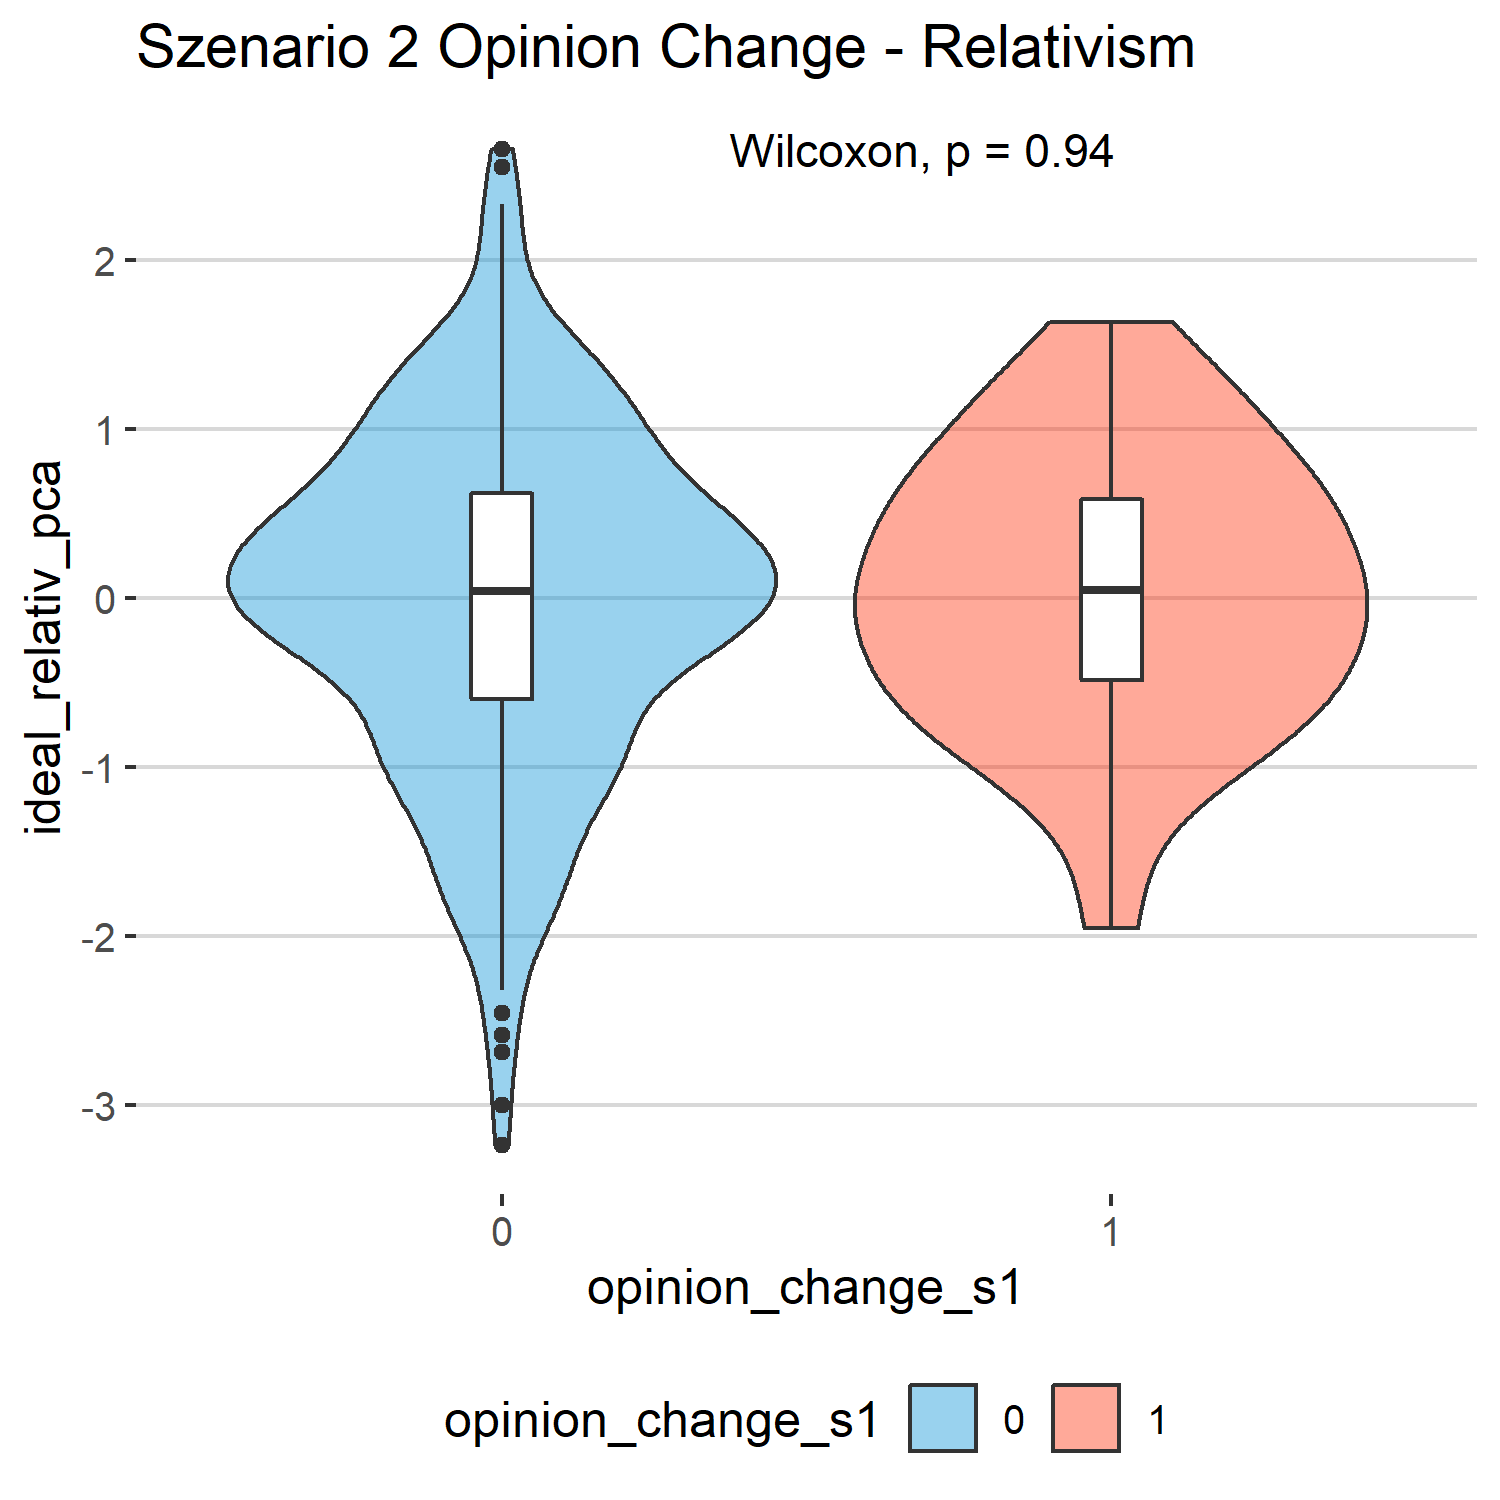 Szenario 2 Opinion Change - Relativism
Wilcoxon, p = 0.94
ideal_relativ_pca
2
1
0
-1
-2
-3
0
1
opinion_change_s1
opinion_change_s1 0 1